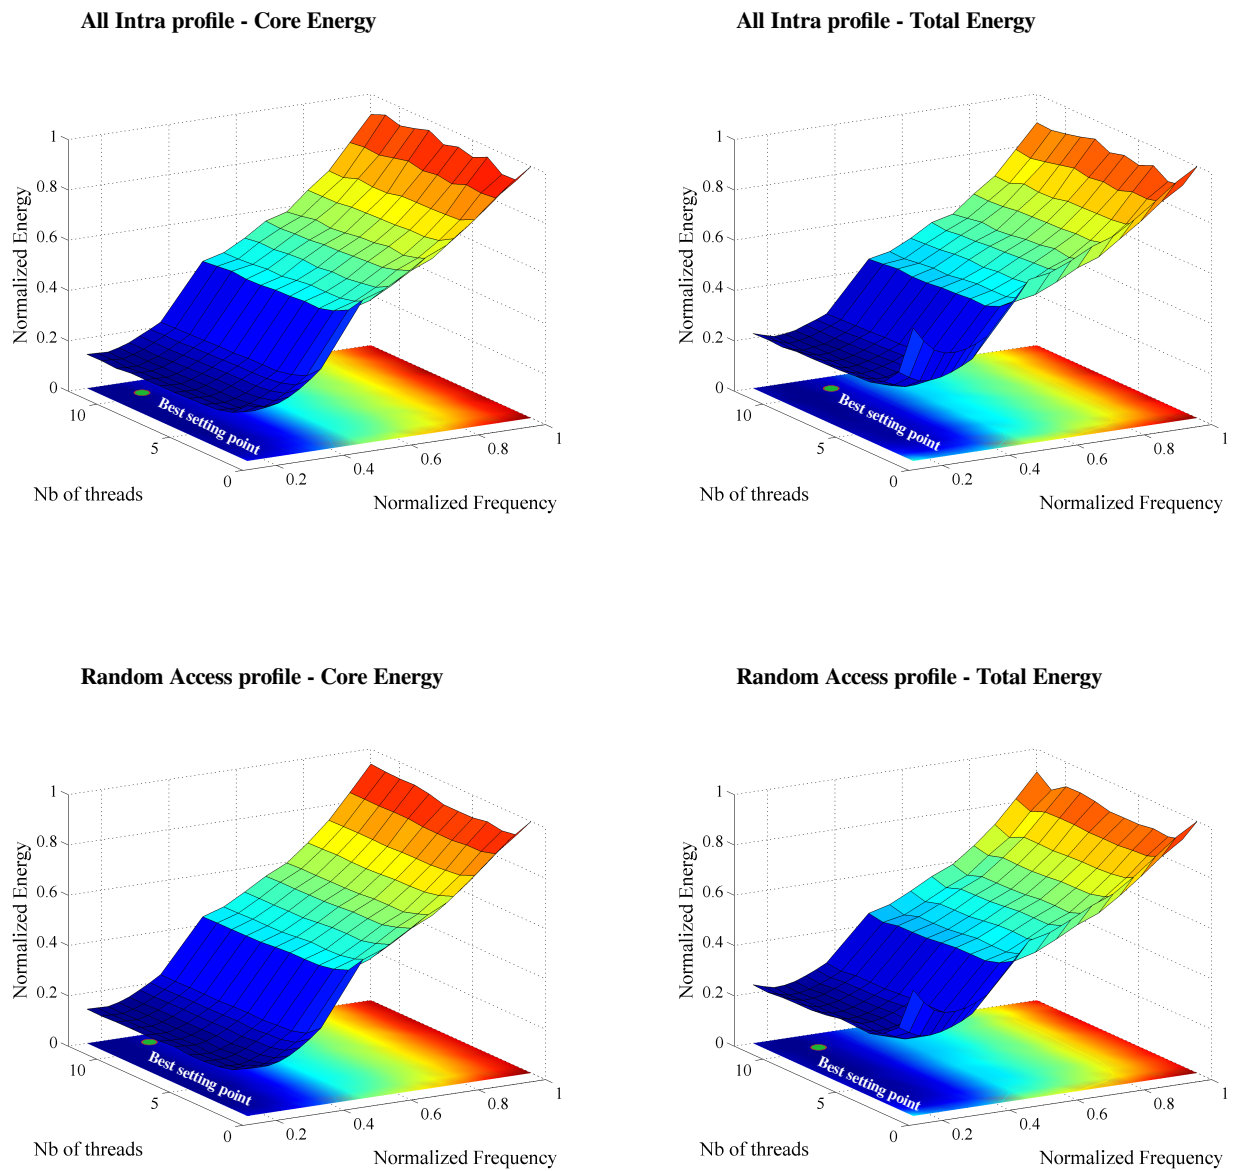 All Intra profile - Core Energy
1
0.8
0.6
0.4
0.2
0
Normalized Energy
10
5
0
Nb of threads
0.2
0.4
0.6
0.8
1
Normalized Frequency
Best setting point
All Intra profile - Total Energy
1
0.8
0.6
0.4
0.2
0
Normalized Energy
10
5
0
Nb of threads
0.2
0.4
0.6
0.8
1
Normalized Frequency
Best setting point
Random Access profile - Core Energy
1
0.8
0.6
0.4
0.2
0
Normalized Energy
10
5
0
Nb of threads
0.2
0.4
0.6
0.8
1
Normalized Frequency
Best setting point
Random Access profile - Total Energy
1
0.8
0.6
0.4
0.2
0
Normalized Energy
10
5
0
Nb of threads
0.2
0.4
0.6
0.8
1
Normalized Frequency
Best setting point